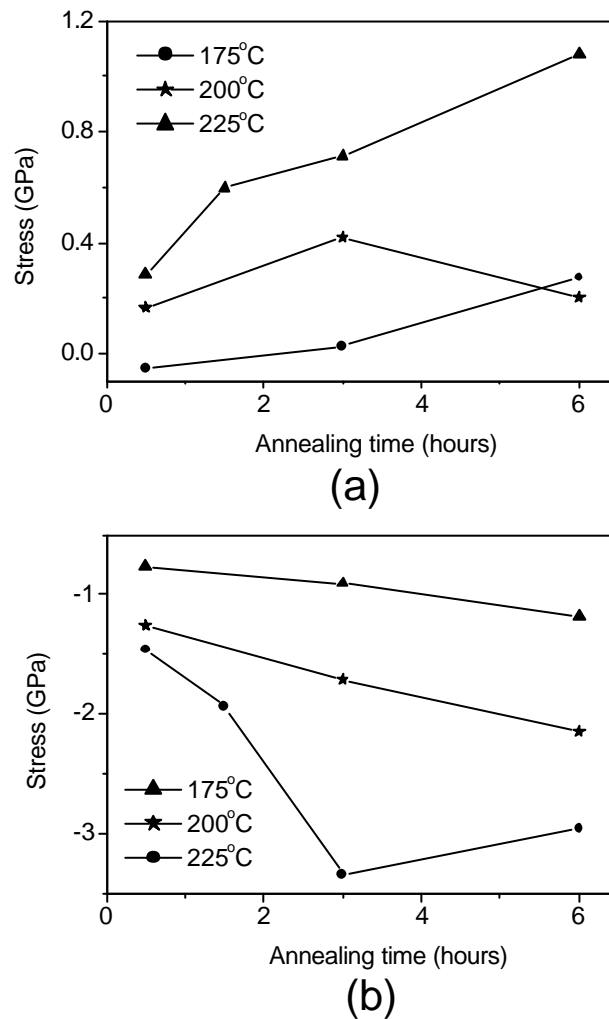 1.2
175°C
200°C
225°C
0.8
0.4
0.0
Stress (GPa)
0 2 4 6
Annealing time (hours)
(a)
-1
-2
-3
Stress (GPa)
175°C
200°C
225°C
0 2 4 6
Annealing time (hours)
(b)